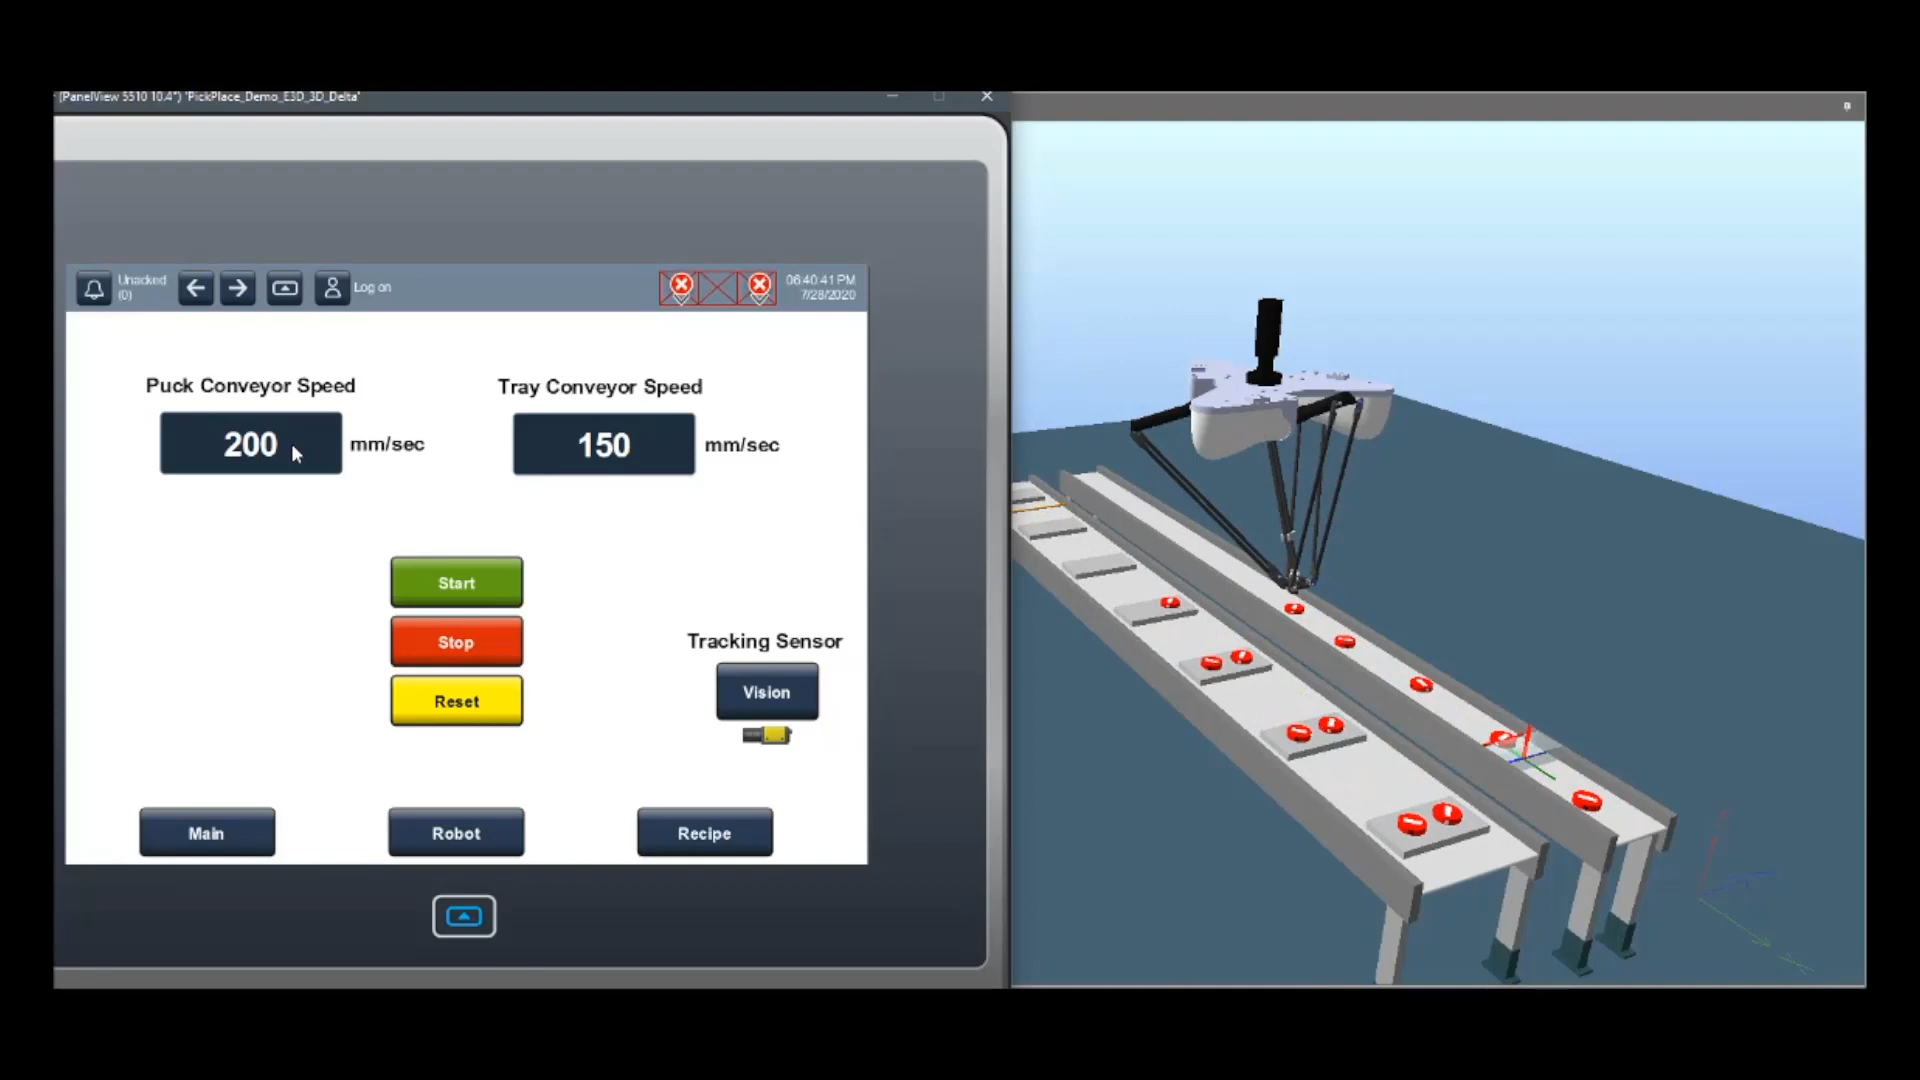 (PanelView 5510 10.4") 'PickPlace_Demo_E3D_3D_Delta'
Unacked
(0)
Log on
06:40:41 PM
7/28/2020
Puck Conveyor Speed
Tray Conveyor Speed
200 mm/sec
150 mm/sec
Start
Stop
Reset
Tracking Sensor
Vision
Main
Robot
Recipe